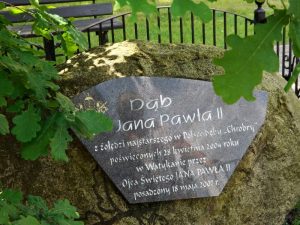 Dąb
Jana Pawła II
z żołędzi najstarszego w Polsce dębu „Chrobry”
poświęconych 28 kwietnia 2004 roku
w Watykanie przez
Ojca Świętego JANA PAWŁA II
posadzony 18 maja 2007 r.